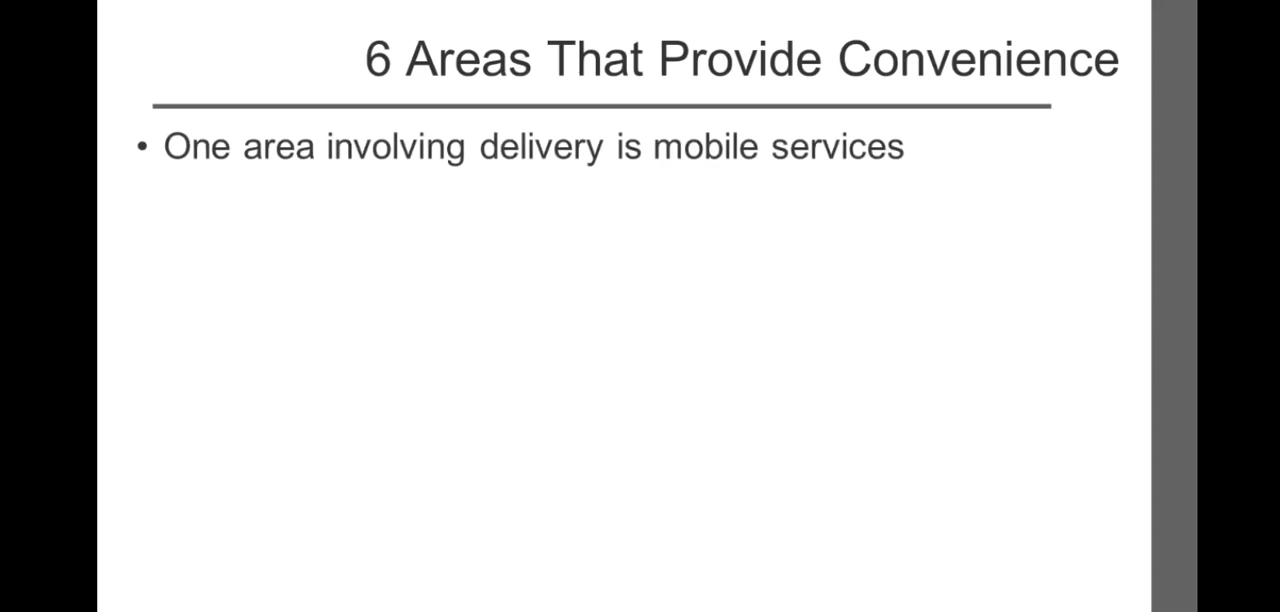 6 Areas That Provide Convenience
• One area involving delivery is mobile services